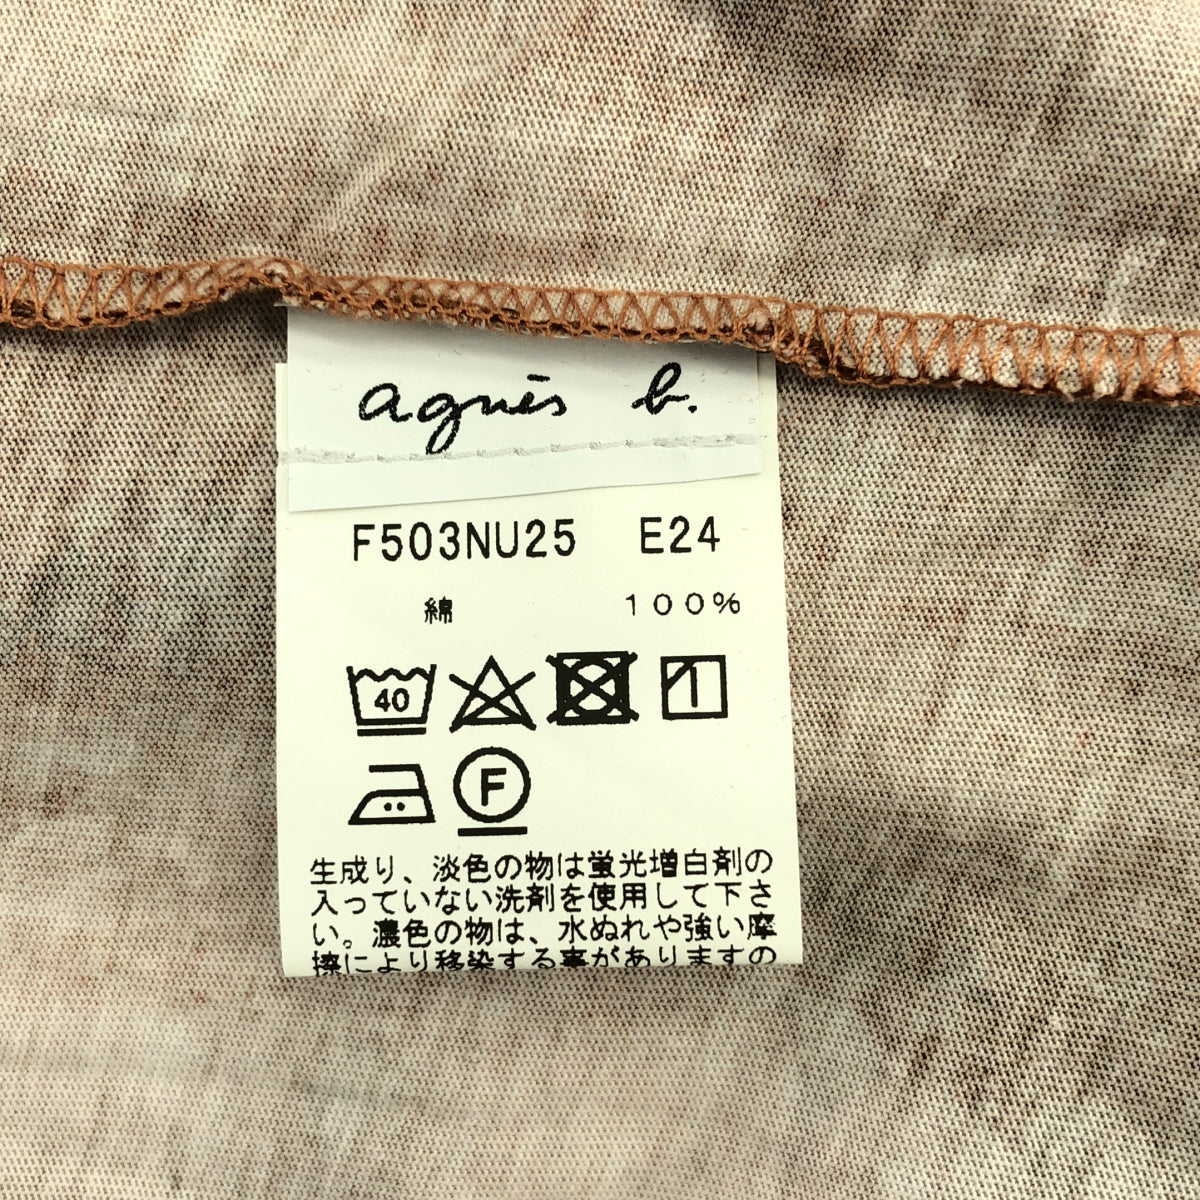 agnès b.
F503NU25 E24
綿 100%
40
F
生成り、淡色の物は蛍光増白剤の
入っていない洗剤を使用して下さ
い。濃色の物は、水ぬれや強い摩
擦により移染する事がありますの